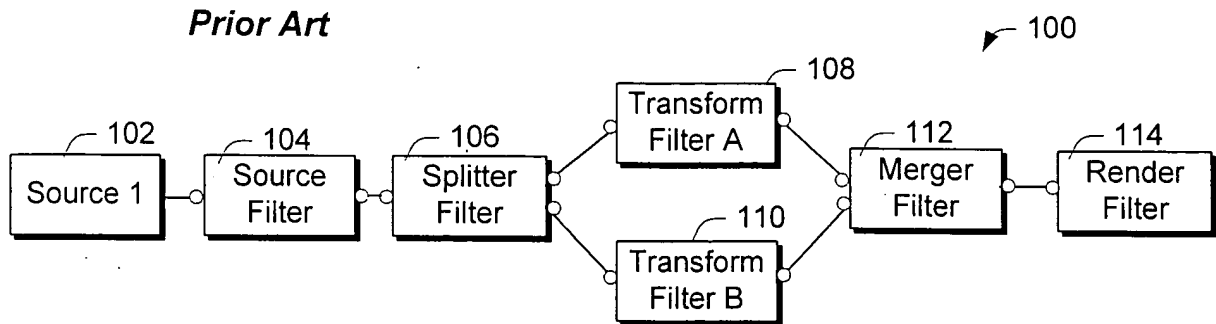 Prior Art
100
102
Source 1
104
Source
Filter
106
Splitter
Filter
108
Transform
Filter A
110
Transform
Filter B
112
Merger
Filter
114
Render
Filter